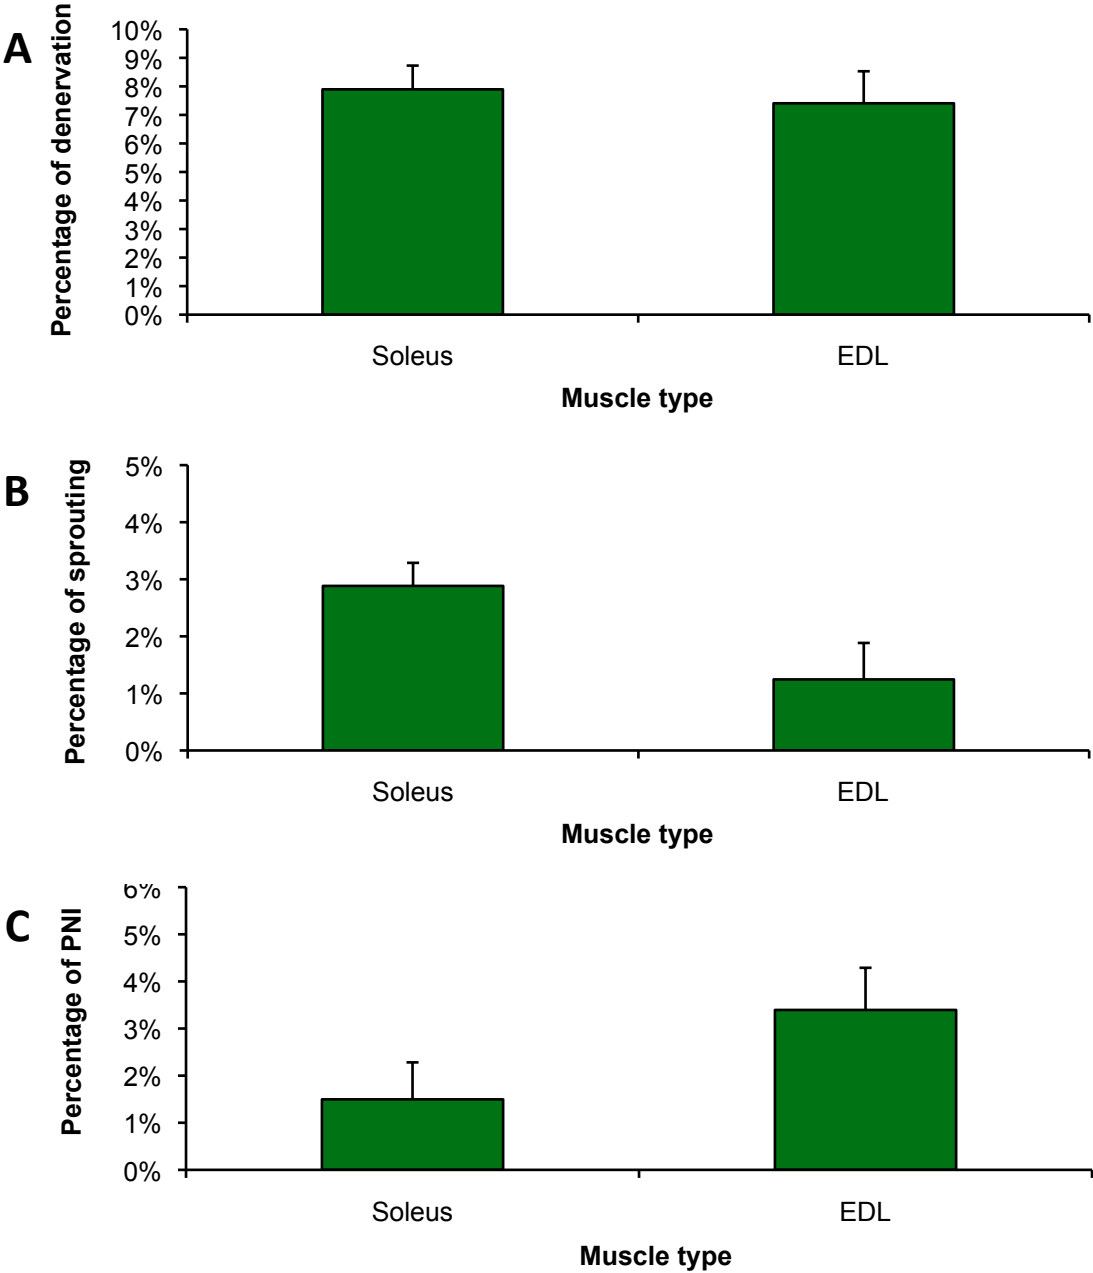 A
Percentage of denervation
10%
9%
8%
7%
6%
5%
4%
3%
2%
1%
0%
Soleus EDL
Muscle type
B
Percentage of sprouting
5%
4%
3%
2%
1%
0%
Soleus EDL
Muscle type
C
Percentage of PNI
6%
5%
4%
3%
2%
1%
0%
Soleus EDL
Muscle type